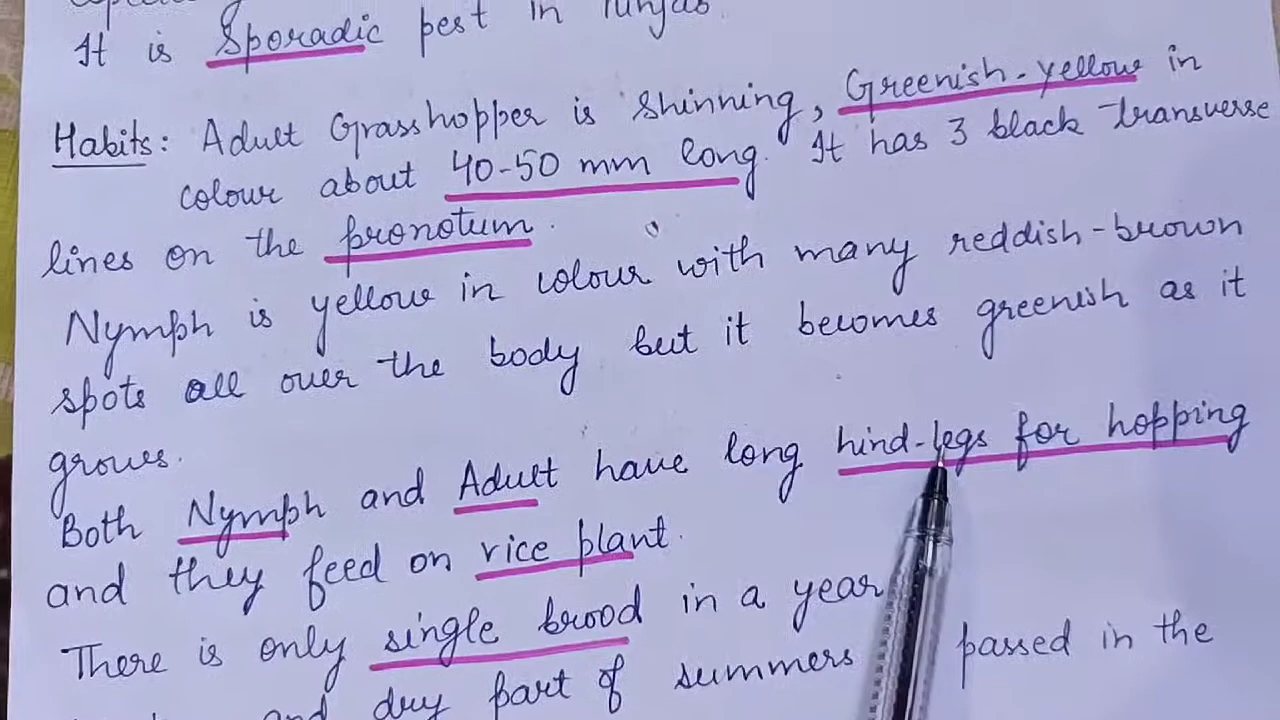 It is Sporadic pest in Punjab
Habits: Adult Grasshopper is shinning, Greenish-yellow in
colour about 40-50 mm long. It has 3 black transverse
lines on the pronotum.
Nymph is yellow in colour with many reddish-brown
spots all over the body but it becomes greenish as it
grows.
Both Nymph and Adult have long hind-legs for hopping
and they feed on rice plant.
There is only single brood in a year
and dry part of summers passed in the